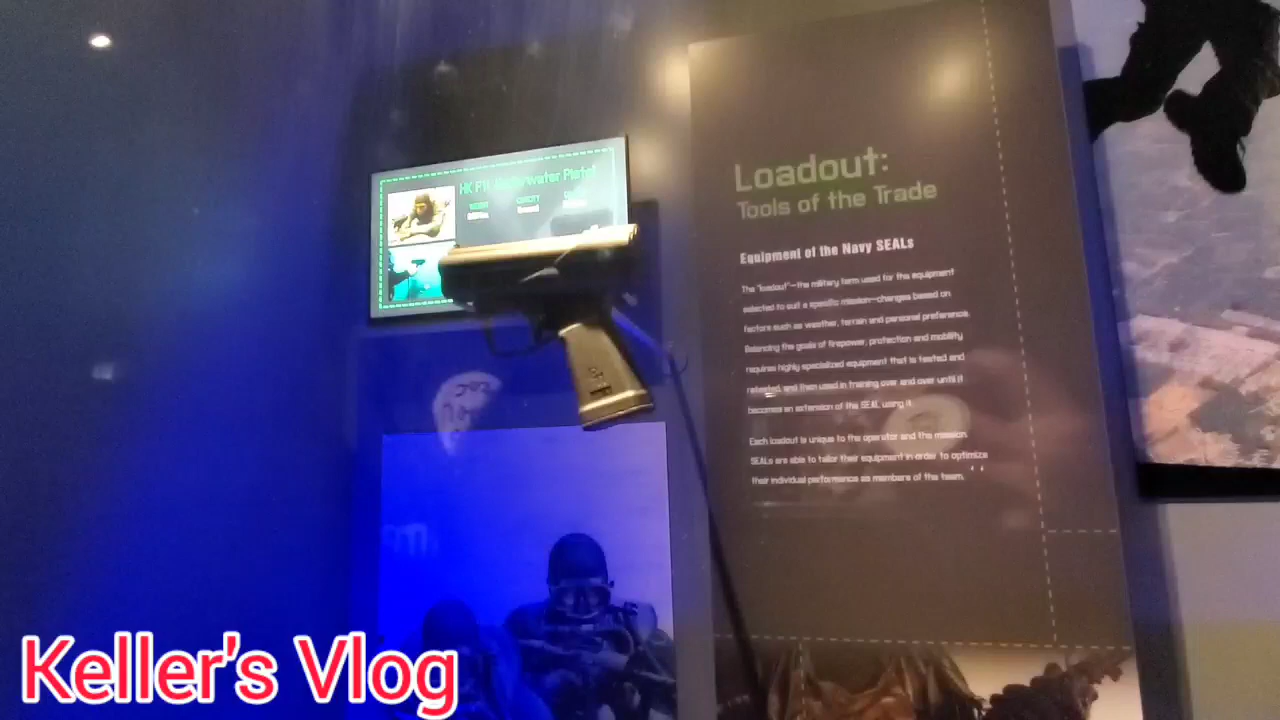 HK P11 Underwater Pistol
Loadout:
Tools of the Trade
Equipment of the Navy SEALs
The "loadout"—the military term used for the equipment
selected to suit a specific mission—changes based on
factors such as weather, terrain and personal preference.
Balancing the goals of firepower, protection and mobility
requires highly specialized equipment that is tested and
retested, and then used in training over and over until it
becomes an extension of the SEAL using it.
Each loadout is unique to the operator and the mission.
SEALs are able to tailor their equipment in order to optimize
their individual performance as members of the team.
Keller's Vlog